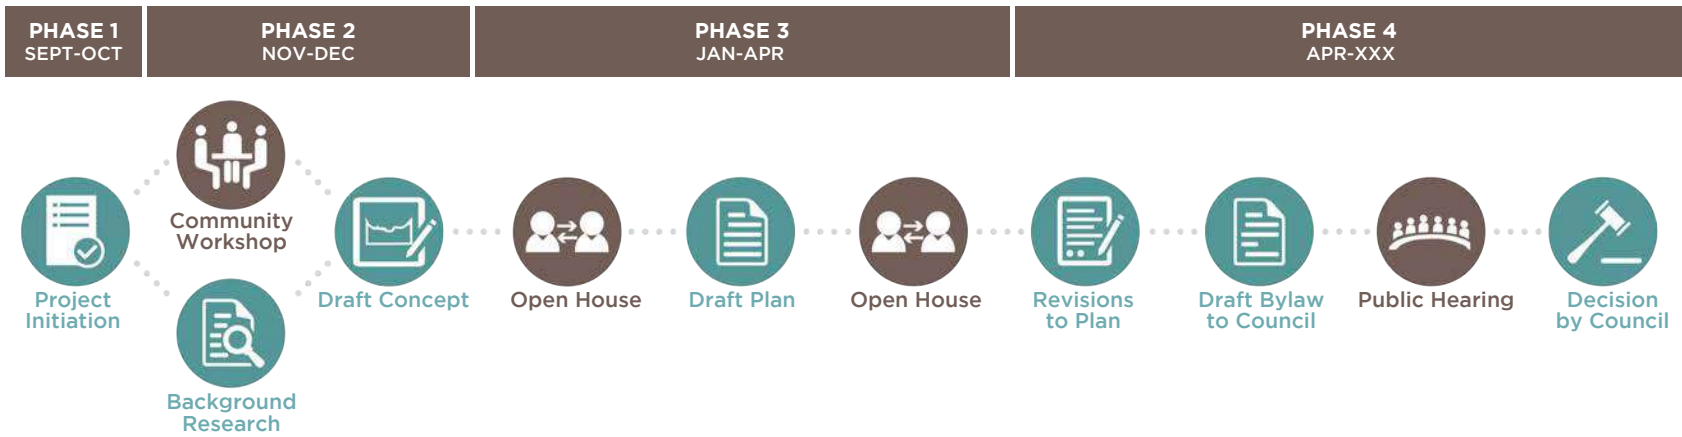 PHASE 1
SEPT-OCT
PHASE 2
NOV-DEC
PHASE 3
JAN-APR
PHASE 4
APR-XXX
Project
Initiation
Community
Workshop
Background
Research
Draft Concept
Open House
Draft Plan
Open House
Revisions
to Plan
Draft Bylaw
to Council
Public Hearing
Decision
by Council